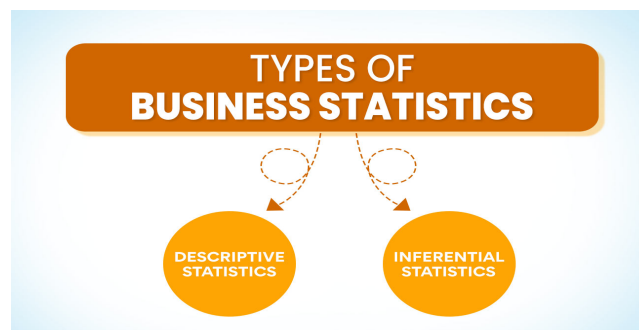 TYPES OF
BUSINESS STATISTICS
DESCRIPTIVE
STATISTICS
INFERENTIAL
STATISTICS